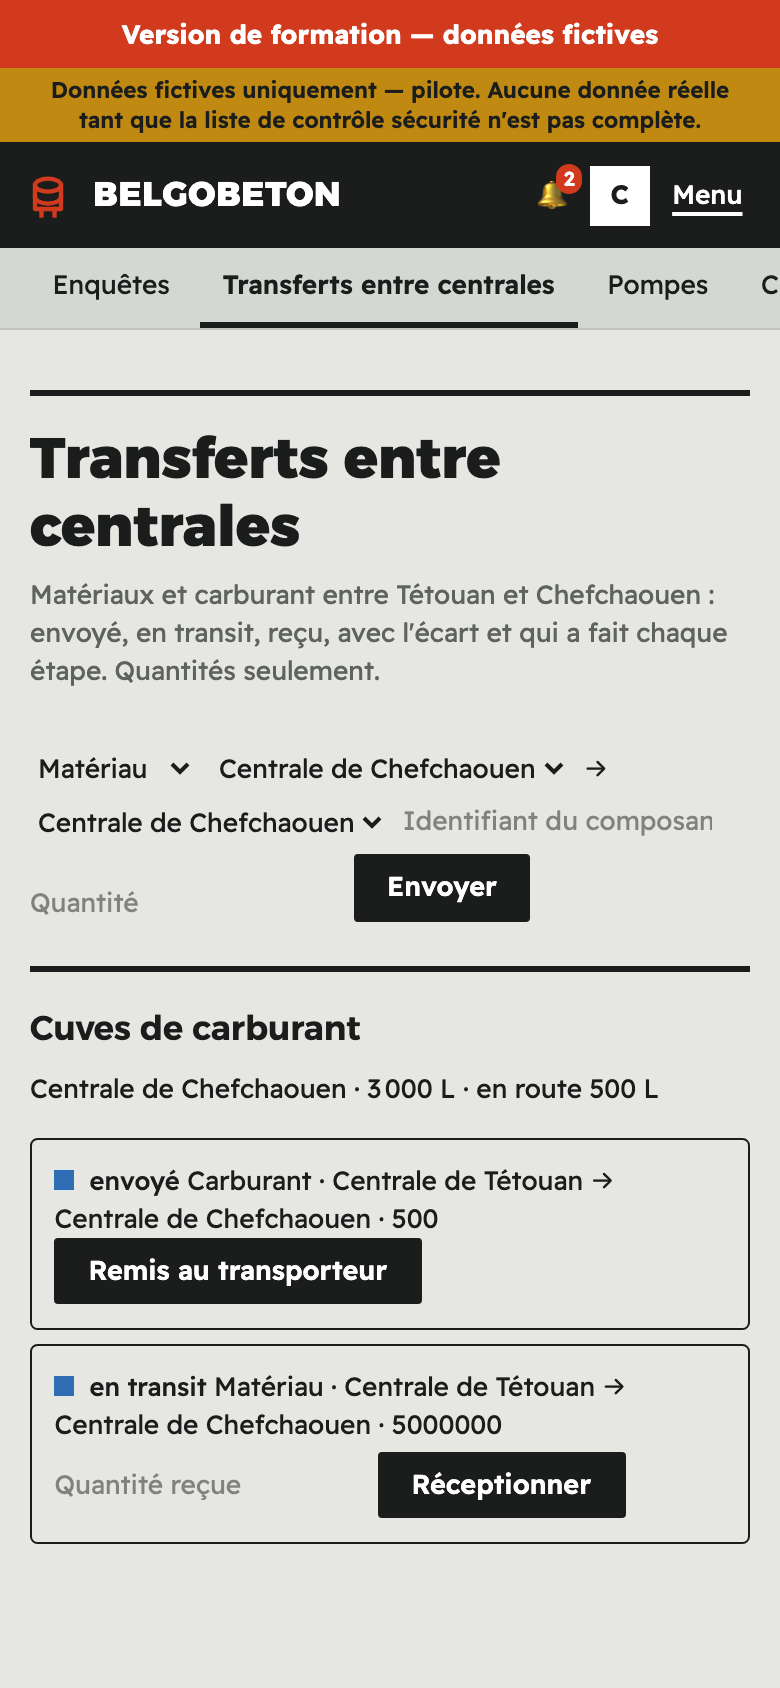 Version de formation — données fictives
Données fictives uniquement — pilote. Aucune donnée réelle
tant que la liste de contrôle sécurité n'est pas complète.
BELGOBETON
2
C
Menu
Enquêtes
Transferts entre centrales
Pompes
C
Transferts entre
centrales
Matériaux et carburant entre Tétouan et Chefchaouen :
envoyé, en transit, reçu, avec l'écart et qui a fait chaque
étape. Quantités seulement.
Matériau
Centrale de Chefchaouen →
Centrale de Chefchaouen
Identifiant du composan
Quantité
Envoyer
Cuves de carburant
Centrale de Chefchaouen · 3 000 L · en route 500 L
envoyé Carburant · Centrale de Tétouan →
Centrale de Chefchaouen · 500
Remis au transporteur
en transit Matériau · Centrale de Tétouan →
Centrale de Chefchaouen · 5000000
Quantité reçue
Réceptionner